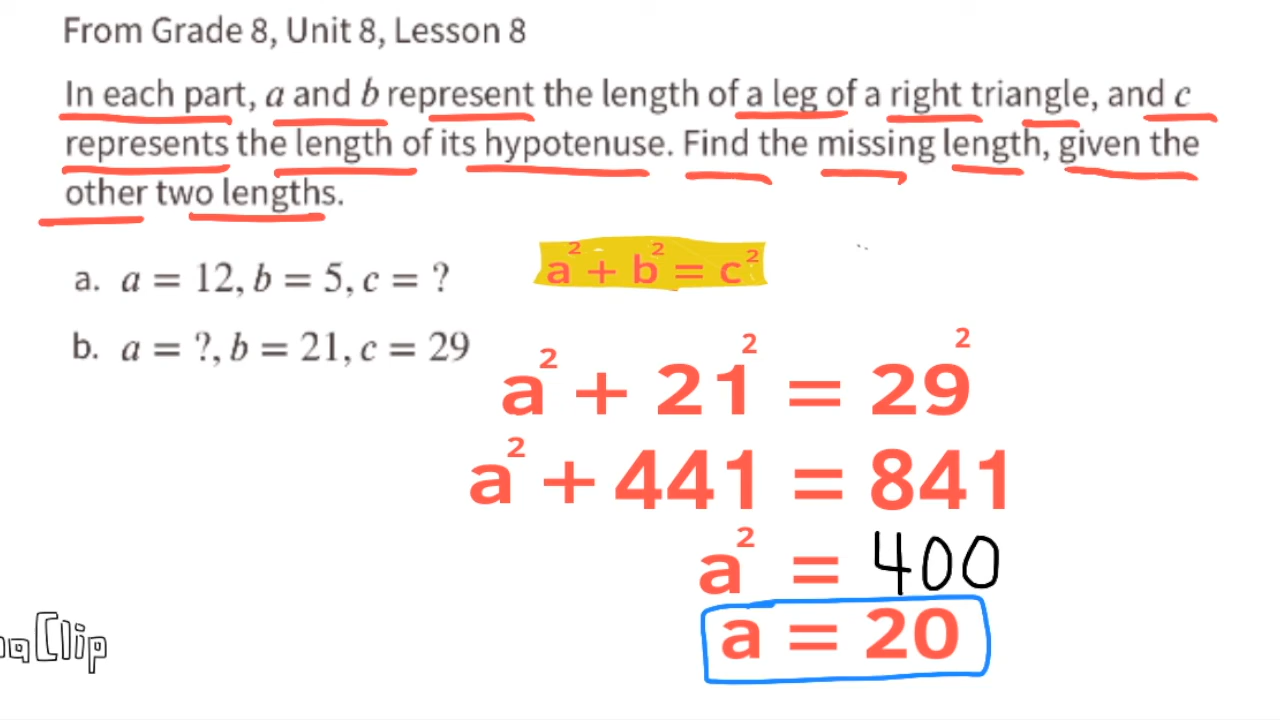 From Grade 8, Unit 8, Lesson 8
In each part, a and b represent the length of a leg of a right triangle, and c
represents the length of its hypotenuse. Find the missing length, given the
other two lengths.
a. a = 12, b = 5, c = ?
a² + b² = c²
b. a = ?, b = 21, c = 29
a² + 21² = 29²
a² + 441 = 841
a² = 400
a = 20
Clip